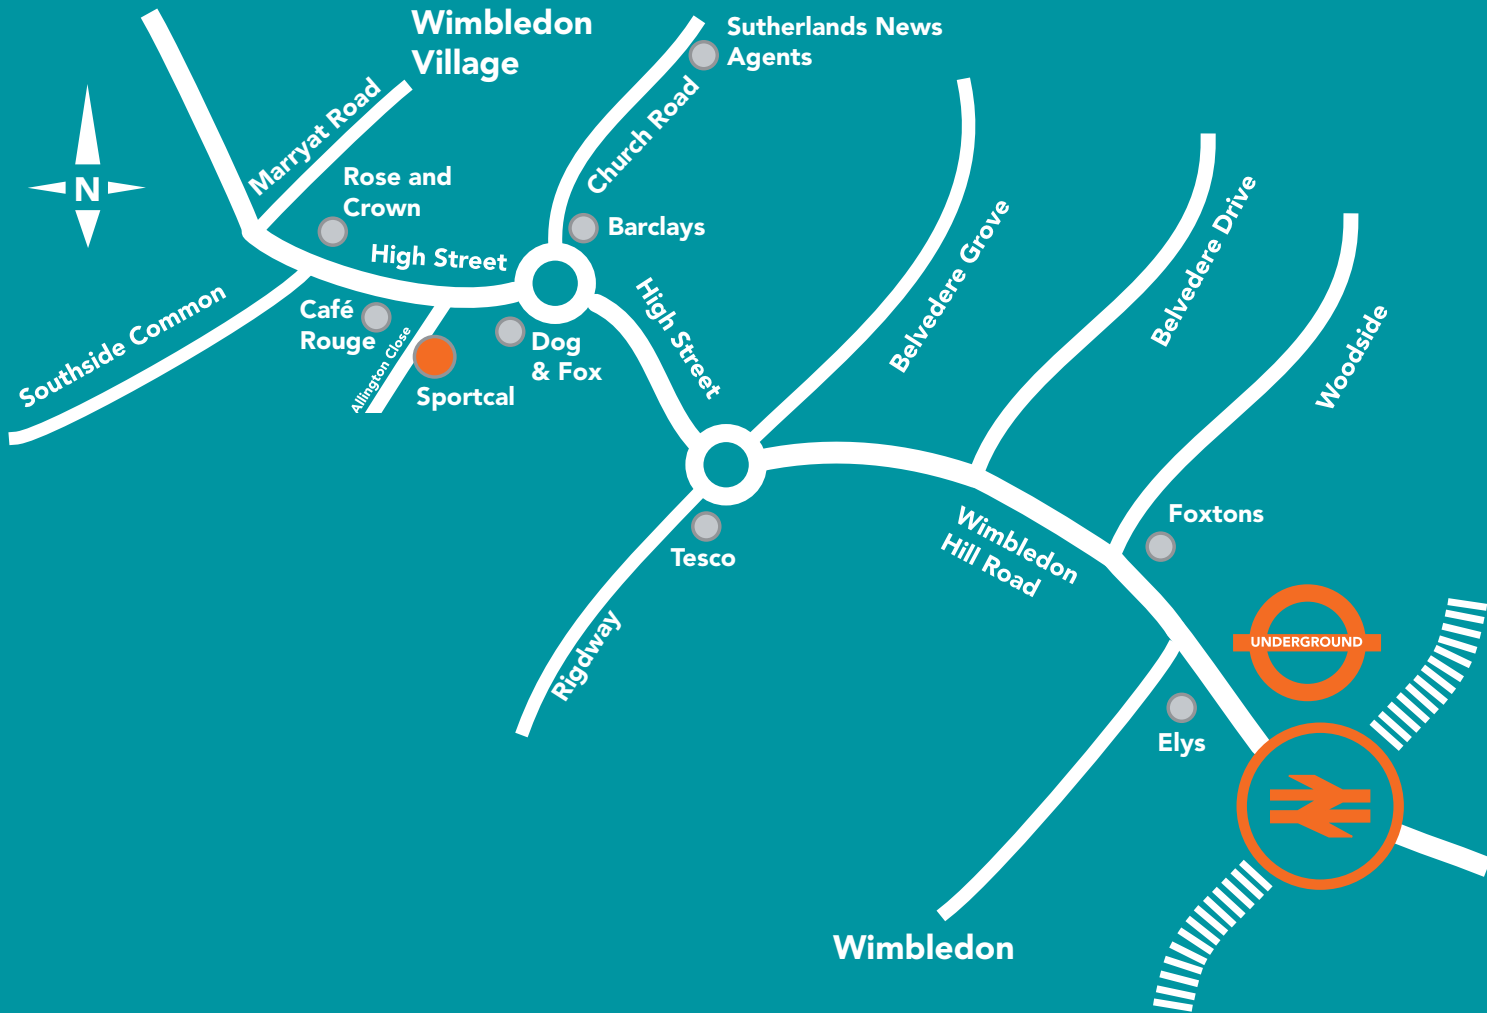 Wimbledon
Village
Sutherlands News
Agents
Marryat Road
Church Road
N
Rose and
Crown
Barclays
High Street
High Street
Belvedere Grove
Belvedere Drive
Woodside
Southside Common
Café
Rouge
Allington Close
Dog
& Fox
Sportcal
Tesco
Wimbledon
Hill Road
Foxtons
Rigdway
UNDERGROUND
Elys
Wimbledon